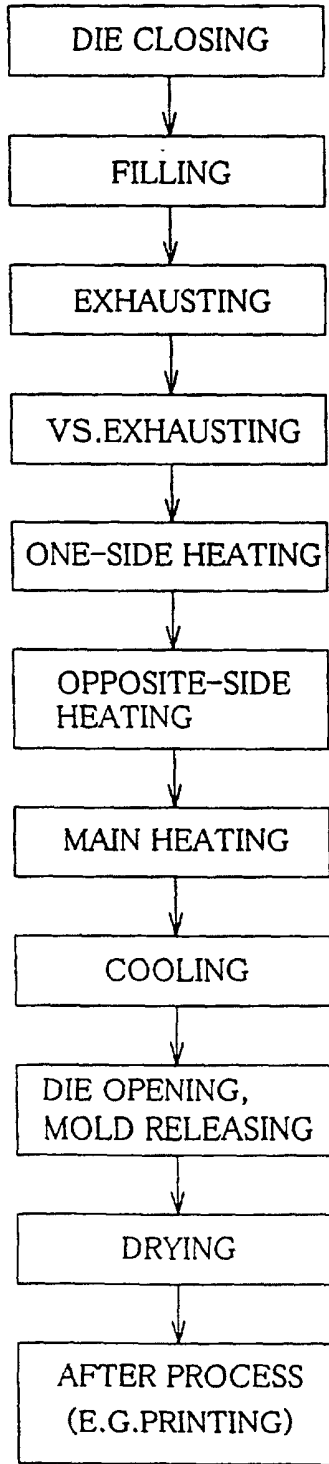 DIE CLOSING
FILLING
EXHAUSTING
VS.EXHAUSTING
ONE-SIDE HEATING
OPPOSITE-SIDE
HEATING
MAIN HEATING
COOLING
DIE OPENING,
MOLD RELEASING
DRYING
AFTER PROCESS
(E.G.PRINTING)